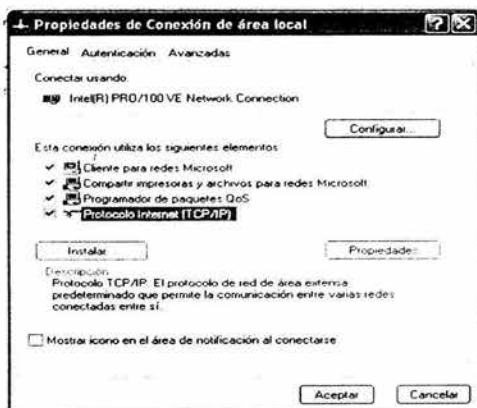 Propiedades de Conexión de área local
General Autenticación Avanzadas
Conectar usando
Intel(R) PRO/100 VE Network Connection
Configurar...
Esta conexión utiliza los siguientes elementos
Cliente para redes Microsoft
Compartir impresoras y archivos para redes Microsoft
Programador de paquetes QoS
Protocolo Internet (TCP/IP)
Instalar Propiedades
Descripción
Protocolo TCP/IP. El protocolo de red de área extensa
predeterminado que permite la comunicación entre varias redes
conectadas entre sí.
Mostrar icono en el área de notificación al conectarse
Aceptar Cancelar